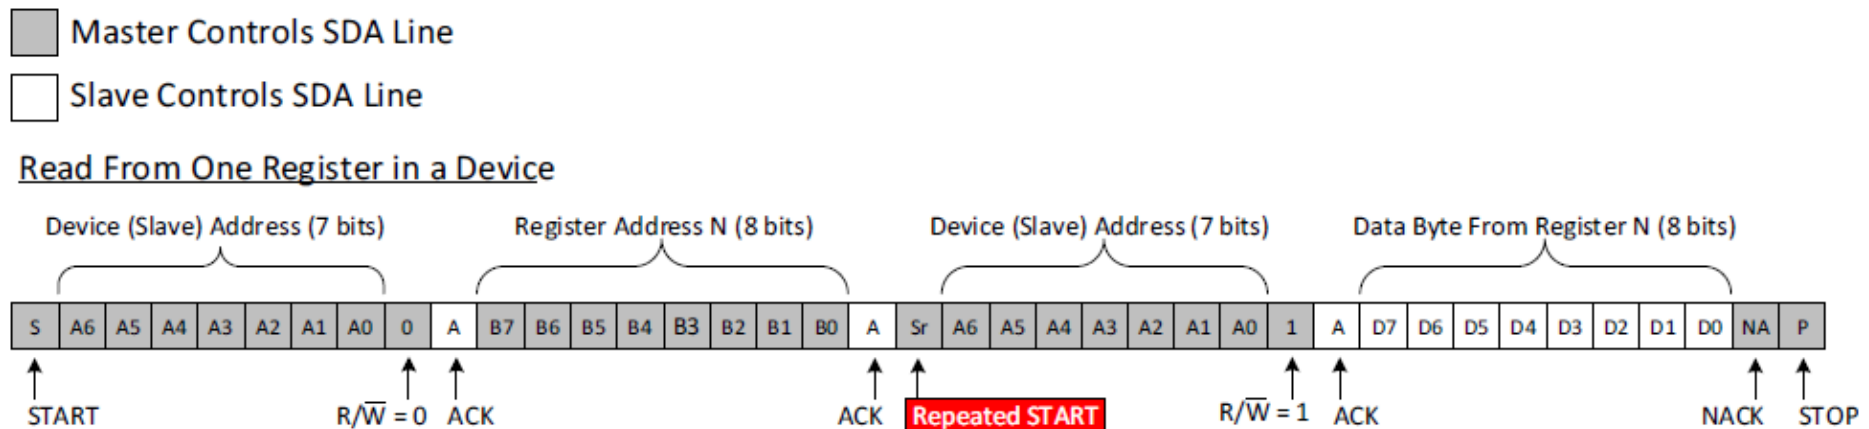 Master Controls SDA Line
Slave Controls SDA Line
Read From One Register in a Device
Device (Slave) Address (7 bits) Register Address N (8 bits) Device (Slave) Address (7 bits) Data Byte From Register N (8 bits)
S A6 A5 A4 A3 A2 A1 A0 0 A B7 B6 B5 B4 B3 B2 B1 B0 A Sr A6 A5 A4 A3 A2 A1 A0 1 A D7 D6 D5 D4 D3 D2 D1 D0 NA P
START R/W̅ = 0 ACK ACK Repeated START R/W̅ = 1 ACK NACK STOP